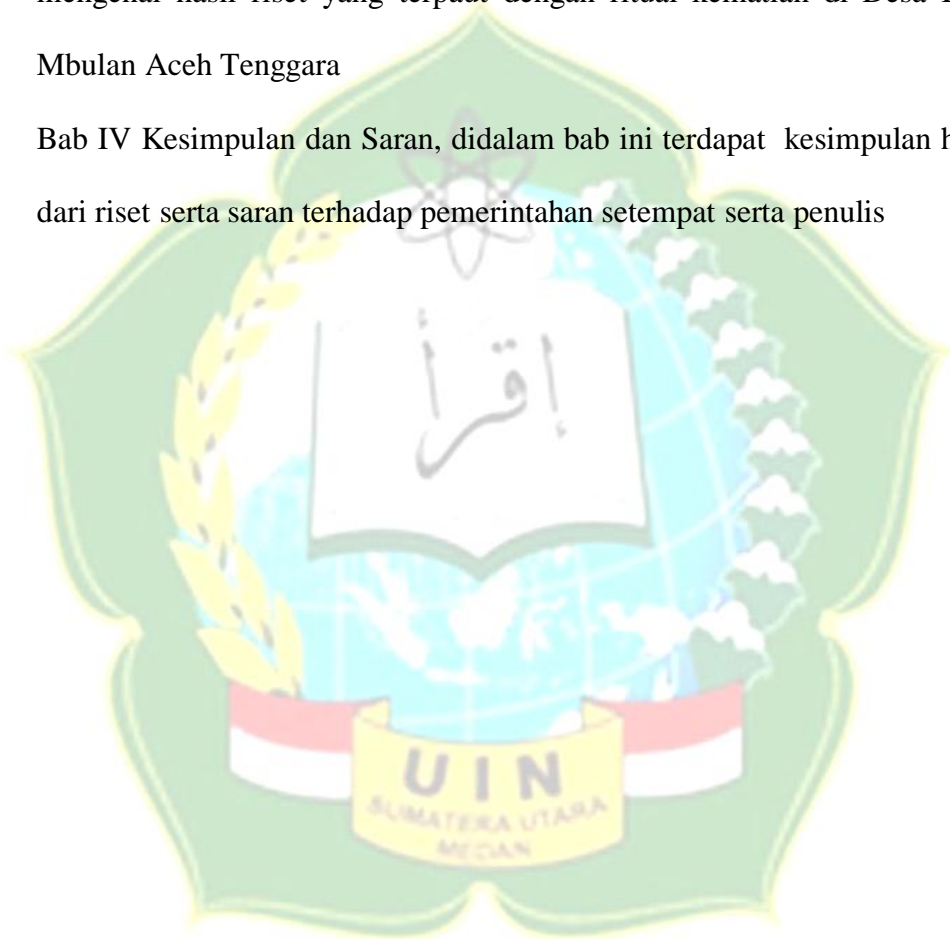 mengenai hasil riset yang terpaut dengan ritual kematian di Desa
Mbulan Aceh Tenggara
Bab IV Kesimpulan dan Saran, didalam bab ini terdapat kesimpulan
dari riset serta saran terhadap pemerintahan setempat serta penulis
إقرأ
UIN
SUMATERA UTARA
MEDAN